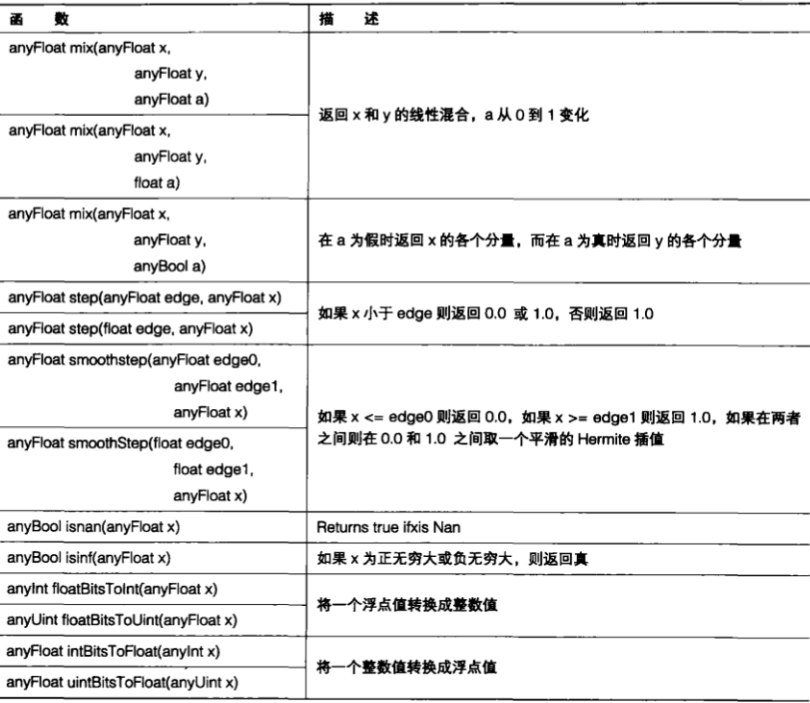 函 数 描 述
anyFloat mix(anyFloat x,
anyFloat y,
anyFloat a)
anyFloat mix(anyFloat x,
anyFloat y,
float a)
返回 x 和 y 的线性混合，a 从 0 到 1 变化
anyFloat mix(anyFloat x,
anyFloat y,
anyBool a)
在 a 为假时返回 x 的各个分量，而在 a 为真时返回 y 的各个分量
anyFloat step(anyFloat edge, anyFloat x)
anyFloat step(float edge, anyFloat x)
如果 x 小于 edge 则返回 0.0 或 1.0，否则返回 1.0
anyFloat smoothstep(anyFloat edge0,
anyFloat edge1,
anyFloat x)
anyFloat smoothStep(float edge0,
float edge1,
anyFloat x)
如果 x <= edge0 则返回 0.0，如果 x >= edge1 则返回 1.0，如果在两者
之间则在 0.0 和 1.0 之间取一个平滑的 Hermite 插值
anyBool isnan(anyFloat x)
Returns true ifxis Nan
anyBool isinf(anyFloat x)
如果 x 为正无穷大或负无穷大，则返回真
anyInt floatBitsToInt(anyFloat x)
anyUint floatBitsToUint(anyFloat x)
将一个浮点值转换成整数值
anyFloat intBitsToFloat(anyInt x)
anyFloat uintBitsToFloat(anyUint x)
将一个整数值转换成浮点值